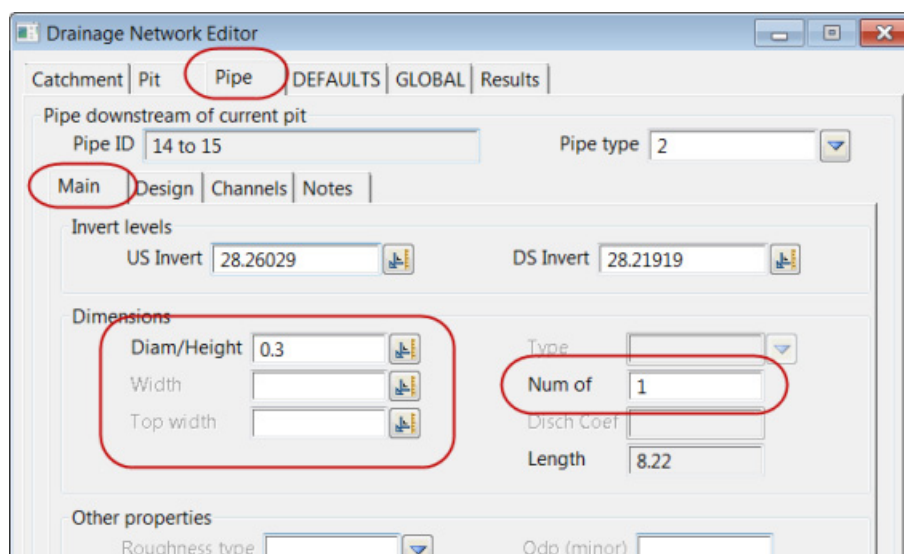 Drainage Network Editor
Catchment Pit Pipe DEFAULTS GLOBAL Results
Pipe downstream of current pit
Pipe ID 14 to 15 Pipe type 2
Main Design Channels Notes
Invert levels
US Invert 28.26029 DS Invert 28.21919
Dimensions
Diam/Height 0.3 Type
Width Num of 1
Top width Disch Coef
Length 8.22
Other properties
Roughness type Qdp (minor)